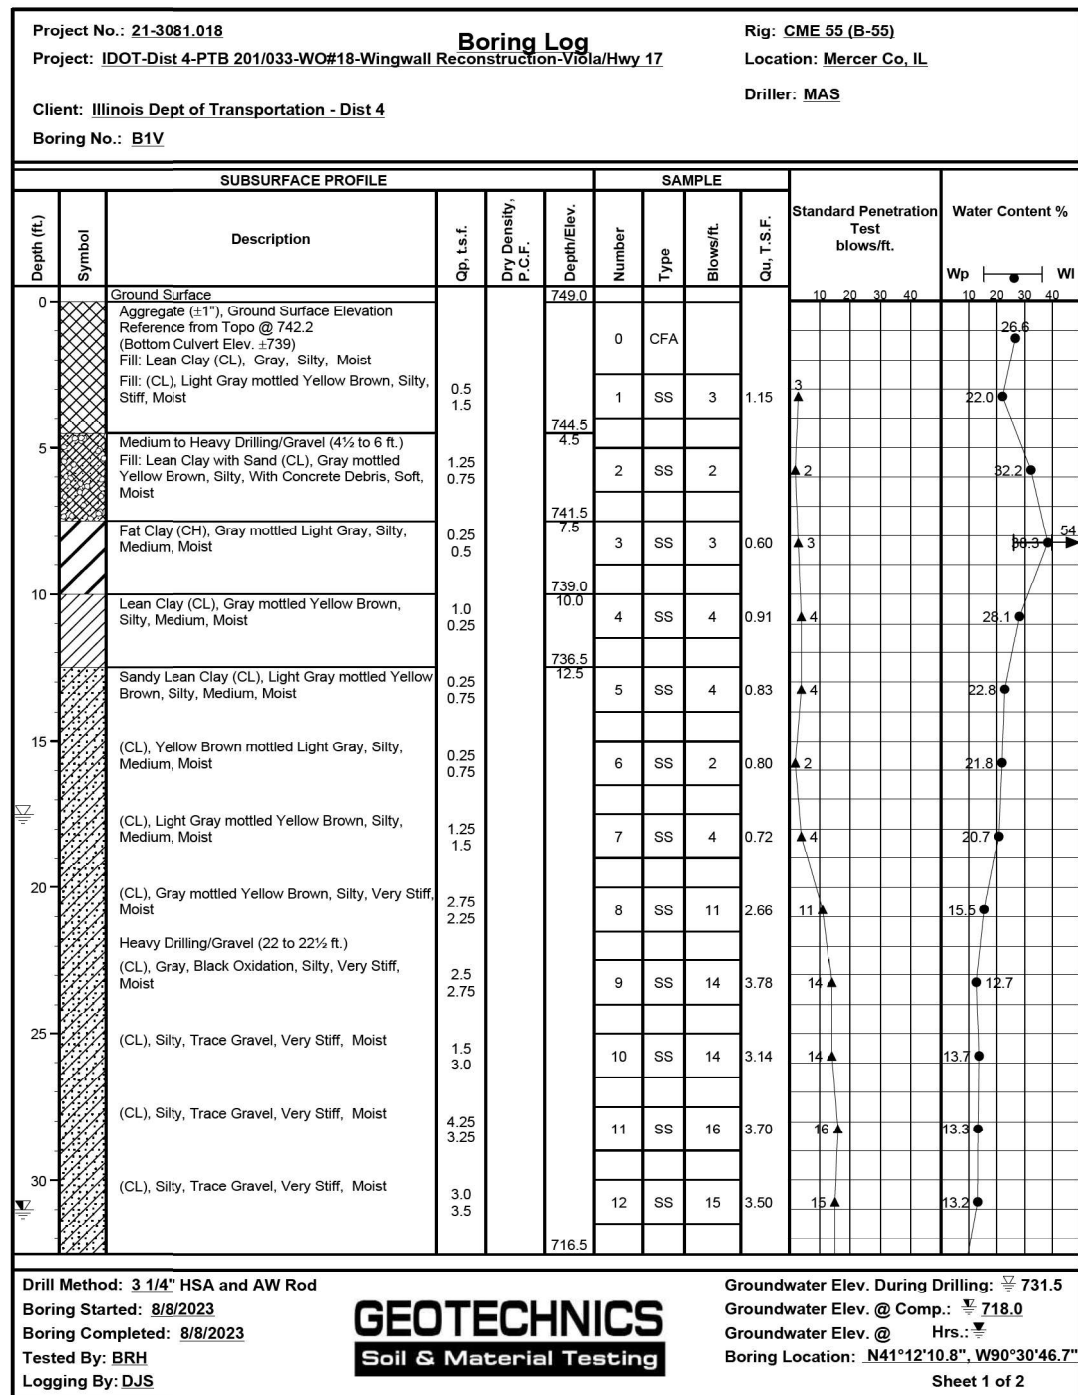 Project No.: 21-3081.018
Boring Log
Rig: CME 55 (B-55)
Project: IDOT-Dist 4-PTB 201/033-WO#18-Wingwall Reconstruction-Viola/Hwy 17
Location: Mercer Co, IL
Client: Illinois Dept of Transportation - Dist 4
Driller: MAS
Boring No.: B1V
SUBSURFACE PROFILE
SAMPLE
Depth (ft.)
Symbol
Description
Qp, t.s.f.
Dry Density, P.C.F.
Depth/Elev.
Number
Type
Blows/ft.
Qu, T.S.F.
Standard Penetration
Test
blows/ft.
Water Content %
Wp Wl
10 20 30 40
10 20 30 40
0
Ground Surface
749.0
Aggregate (±1"), Ground Surface Elevation
Reference from Topo @ 742.2
(Bottom Culvert Elev. ±739)
Fill: Lean Clay (CL), Gray, Silty, Moist
0 CFA
26.6
Fill: (CL), Light Gray mottled Yellow Brown, Silty,
Stiff, Moist
0.5
1.5
1 SS 3 1.15
3
22.0
744.5
4.5
5
Medium to Heavy Drilling/Gravel (4½ to 6 ft.)
Fill: Lean Clay with Sand (CL), Gray mottled
Yellow Brown, Silty, With Concrete Debris, Soft,
Moist
1.25
0.75
2 SS 2
2
32.2
741.5
7.5
Fat Clay (CH), Gray mottled Light Gray, Silty,
Medium, Moist
0.25
0.5
3 SS 3 0.60
3
38.3
54
739.0
10.0
10
Lean Clay (CL), Gray mottled Yellow Brown,
Silty, Medium, Moist
1.0
0.25
4 SS 4 0.91
4
28.1
736.5
12.5
Sandy Lean Clay (CL), Light Gray mottled Yellow
Brown, Silty, Medium, Moist
0.25
0.75
5 SS 4 0.83
4
22.8
15
(CL), Yellow Brown mottled Light Gray, Silty,
Medium, Moist
0.25
0.75
6 SS 2 0.80
2
21.8
(CL), Light Gray mottled Yellow Brown, Silty,
Medium, Moist
1.25
1.5
7 SS 4 0.72
4
20.7
20
(CL), Gray mottled Yellow Brown, Silty, Very Stiff,
Moist
2.75
2.25
8 SS 11 2.66
11
15.5
Heavy Drilling/Gravel (22 to 22½ ft.)
(CL), Gray, Black Oxidation, Silty, Very Stiff,
Moist
2.5
2.75
9 SS 14 3.78
14
12.7
25
(CL), Silty, Trace Gravel, Very Stiff, Moist
1.5
3.0
10 SS 14 3.14
14
13.7
(CL), Silty, Trace Gravel, Very Stiff, Moist
4.25
3.25
11 SS 16 3.70
16
13.3
30
(CL), Silty, Trace Gravel, Very Stiff, Moist
3.0
3.5
12 SS 15 3.50
15
13.2
716.5
Drill Method: 3 1/4" HSA and AW Rod
Boring Started: 8/8/2023
Boring Completed: 8/8/2023
Tested By: BRH
Logging By: DJS
GEOTECHNICS
Soil & Material Testing
Groundwater Elev. During Drilling: 731.5
Groundwater Elev. @ Comp.: 718.0
Groundwater Elev. @ Hrs.:
Boring Location: N41°12'10.8", W90°30'46.7"
Sheet 1 of 2